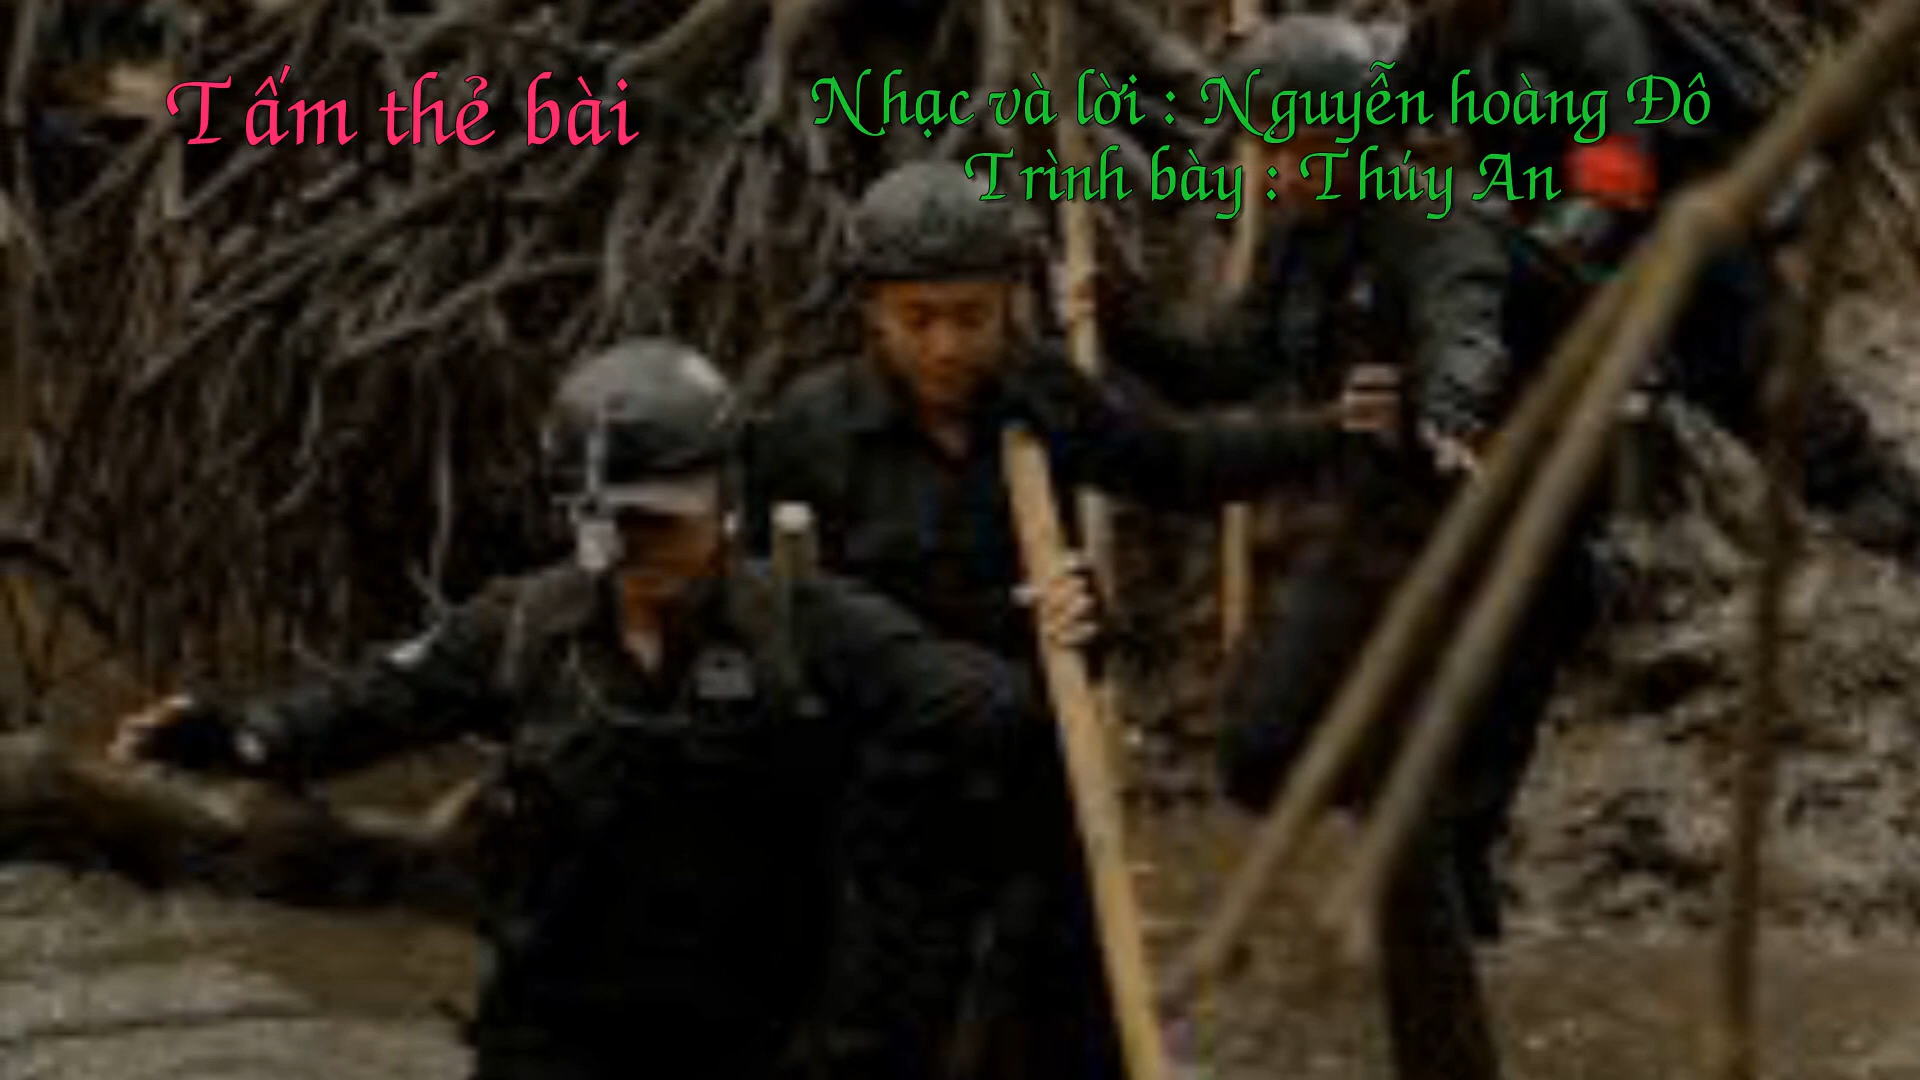 Tấm thẻ bài
Nhạc và lời : Nguyễn hoàng Đô
Trình bày : Thúy An